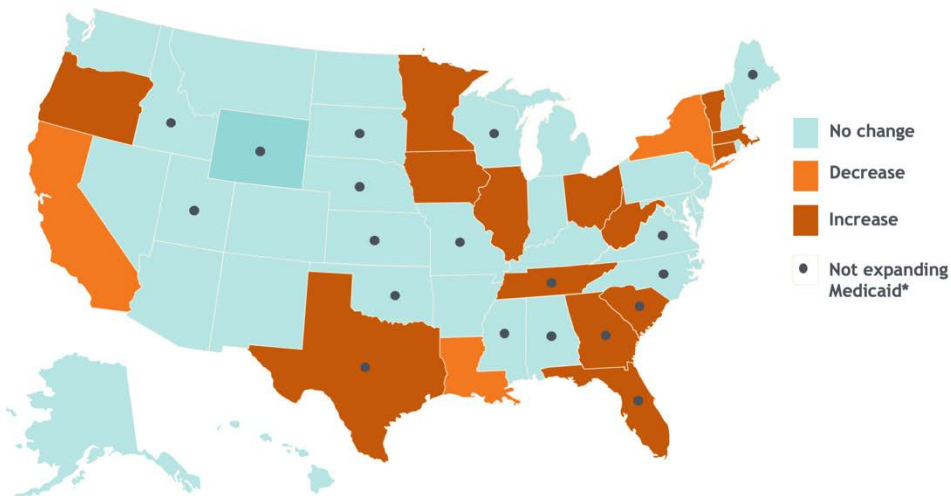 No change
Decrease
Increase
Not expanding
Medicaid*